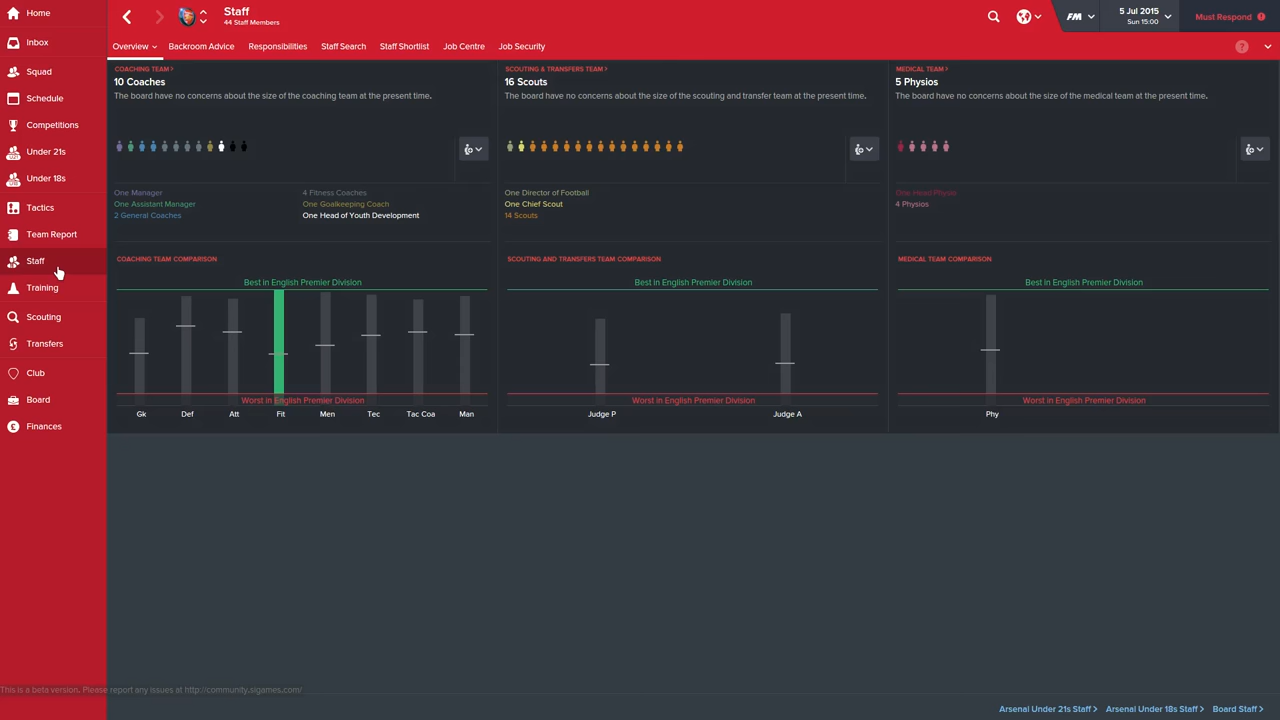 Home
Inbox
Squad
Schedule
Competitions
Under 21s
Under 18s
Tactics
Team Report
Staff
Training
Scouting
Transfers
Club
Board
Finances
Staff
44 Staff Members
FM
5 Jul 2015
Sun 15:00
Must Respond
Overview
Backroom Advice
Responsibilities
Staff Search
Staff Shortlist
Job Centre
Job Security
COACHING TEAM >
10 Coaches
The board have no concerns about the size of the coaching team at the present time.
One Manager
One Assistant Manager
2 General Coaches
4 Fitness Coaches
One Goalkeeping Coach
One Head of Youth Development
COACHING TEAM COMPARISON
Best in English Premier Division
Worst in English Premier Division
Gk Def Att Fit Men Tec Tac Coa Man
SCOUTING & TRANSFERS TEAM >
16 Scouts
The board have no concerns about the size of the scouting and transfer team at the present time.
One Director of Football
One Chief Scout
14 Scouts
SCOUTING AND TRANSFERS TEAM COMPARISON
Best in English Premier Division
Worst in English Premier Division
Judge P Judge A
MEDICAL TEAM >
5 Physios
The board have no concerns about the size of the medical team at the present time.
One Head Physio
4 Physios
MEDICAL TEAM COMPARISON
Best in English Premier Division
Worst in English Premier Division
Phy
This is a beta version. Please report any issues at http://community.sigames.com/
Arsenal Under 21s Staff > Arsenal Under 18s Staff > Board Staff >